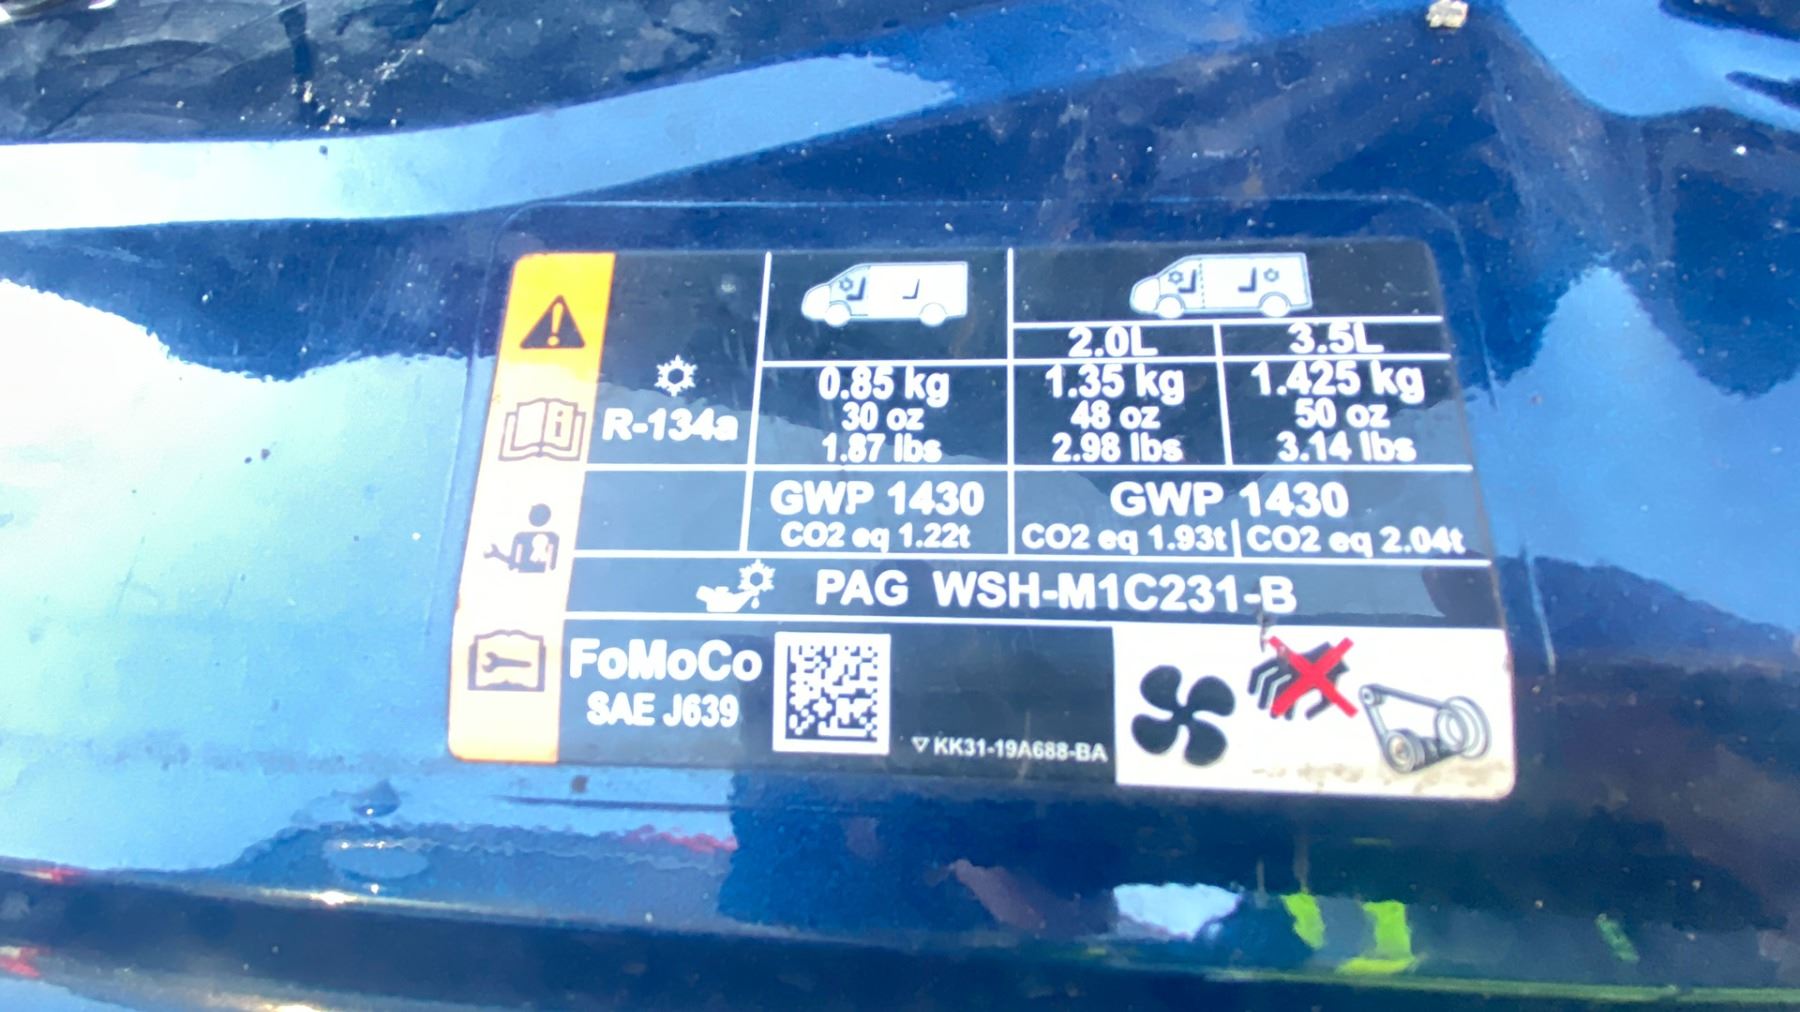 2.0L 3.5L
R-134a
0.85 kg 1.35 kg 1.425 kg
30 oz 48 oz 50 oz
1.87 lbs 2.98 lbs 3.14 lbs
GWP 1430 GWP 1430
CO2 eq 1.22t CO2 eq 1.93t CO2 eq 2.04t
PAG WSH-M1C231-B
FoMoCo
SAE J639
KK31-19A688-BA